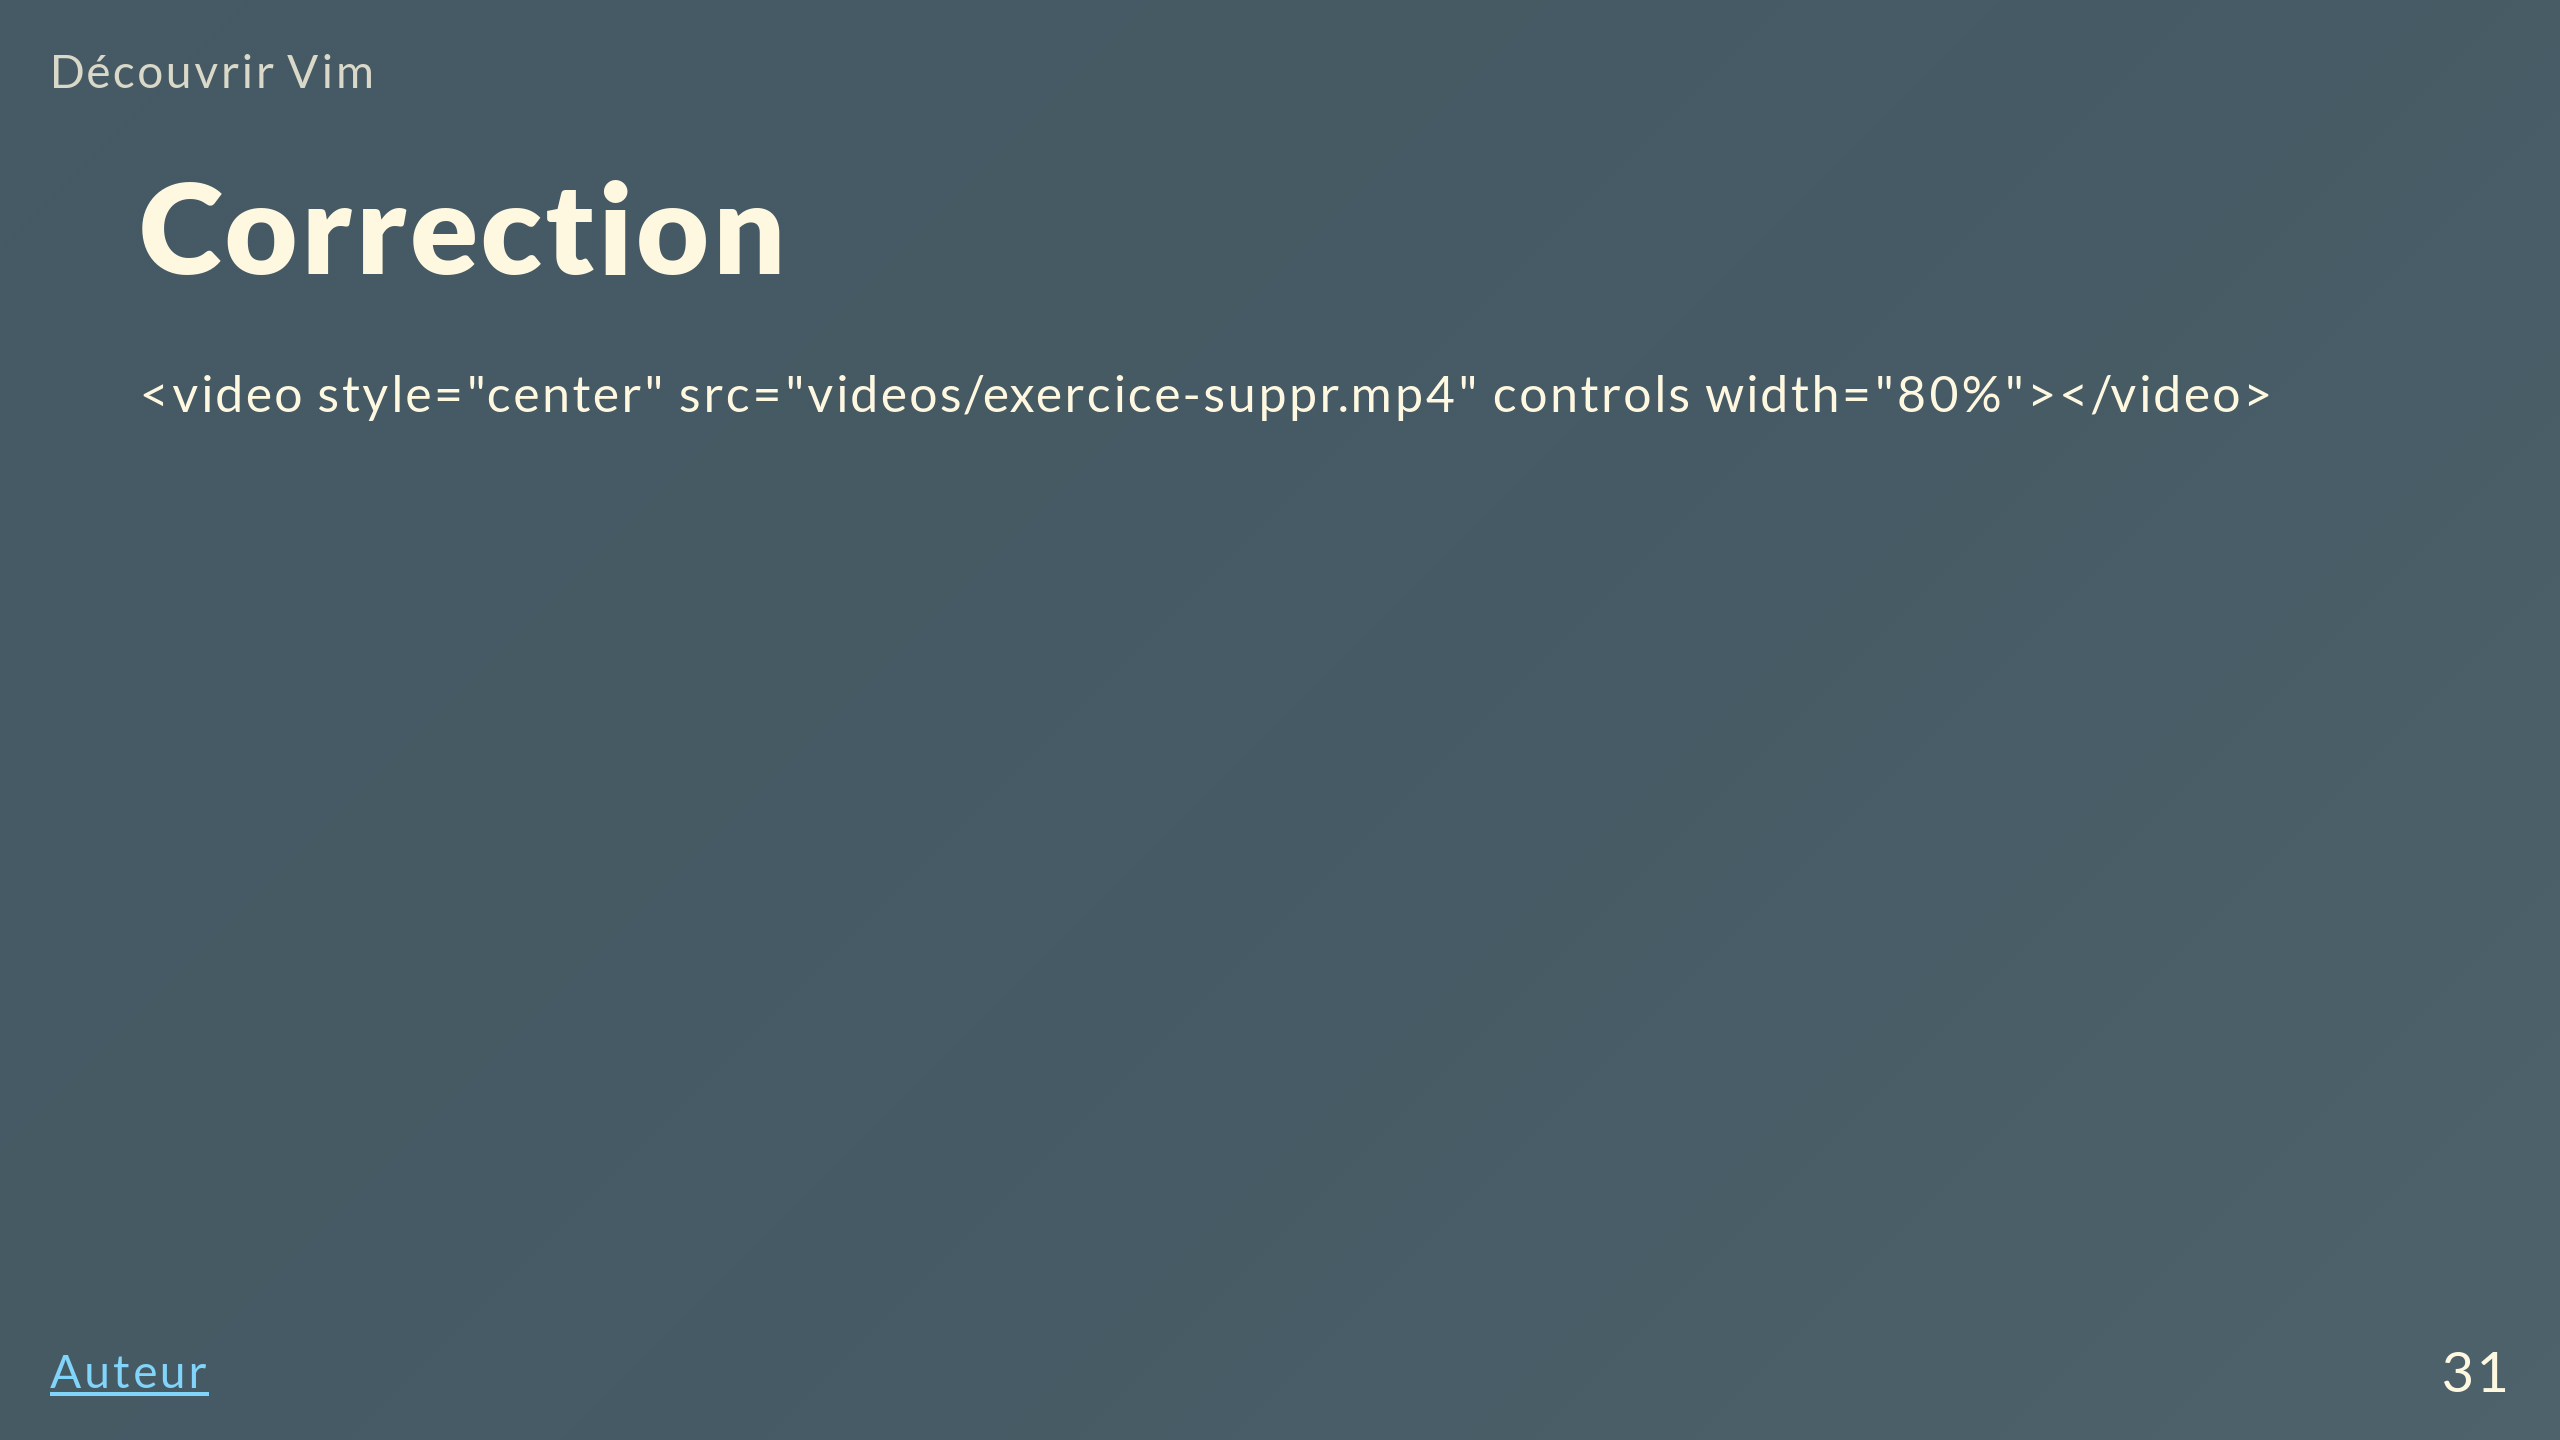 Découvrir Vim
Correction
<video style="center" src="videos/exercice-suppr.mp4" controls width="80%"></video>
Auteur
31